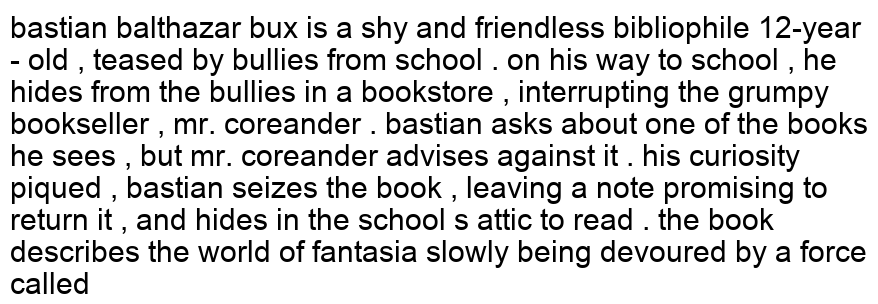 bastian balthazar bux is a shy and friendless bibliophile 12-year
- old , teased by bullies from school . on his way to school , he
hides from the bullies in a bookstore , interrupting the grumpy
bookseller , mr. coreander . bastian asks about one of the books
he sees , but mr. coreander advises against it . his curiosity
piqued , bastian seizes the book , leaving a note promising to
return it , and hides in the school s attic to read . the book
describes the world of fantasia slowly being devoured by a force
called